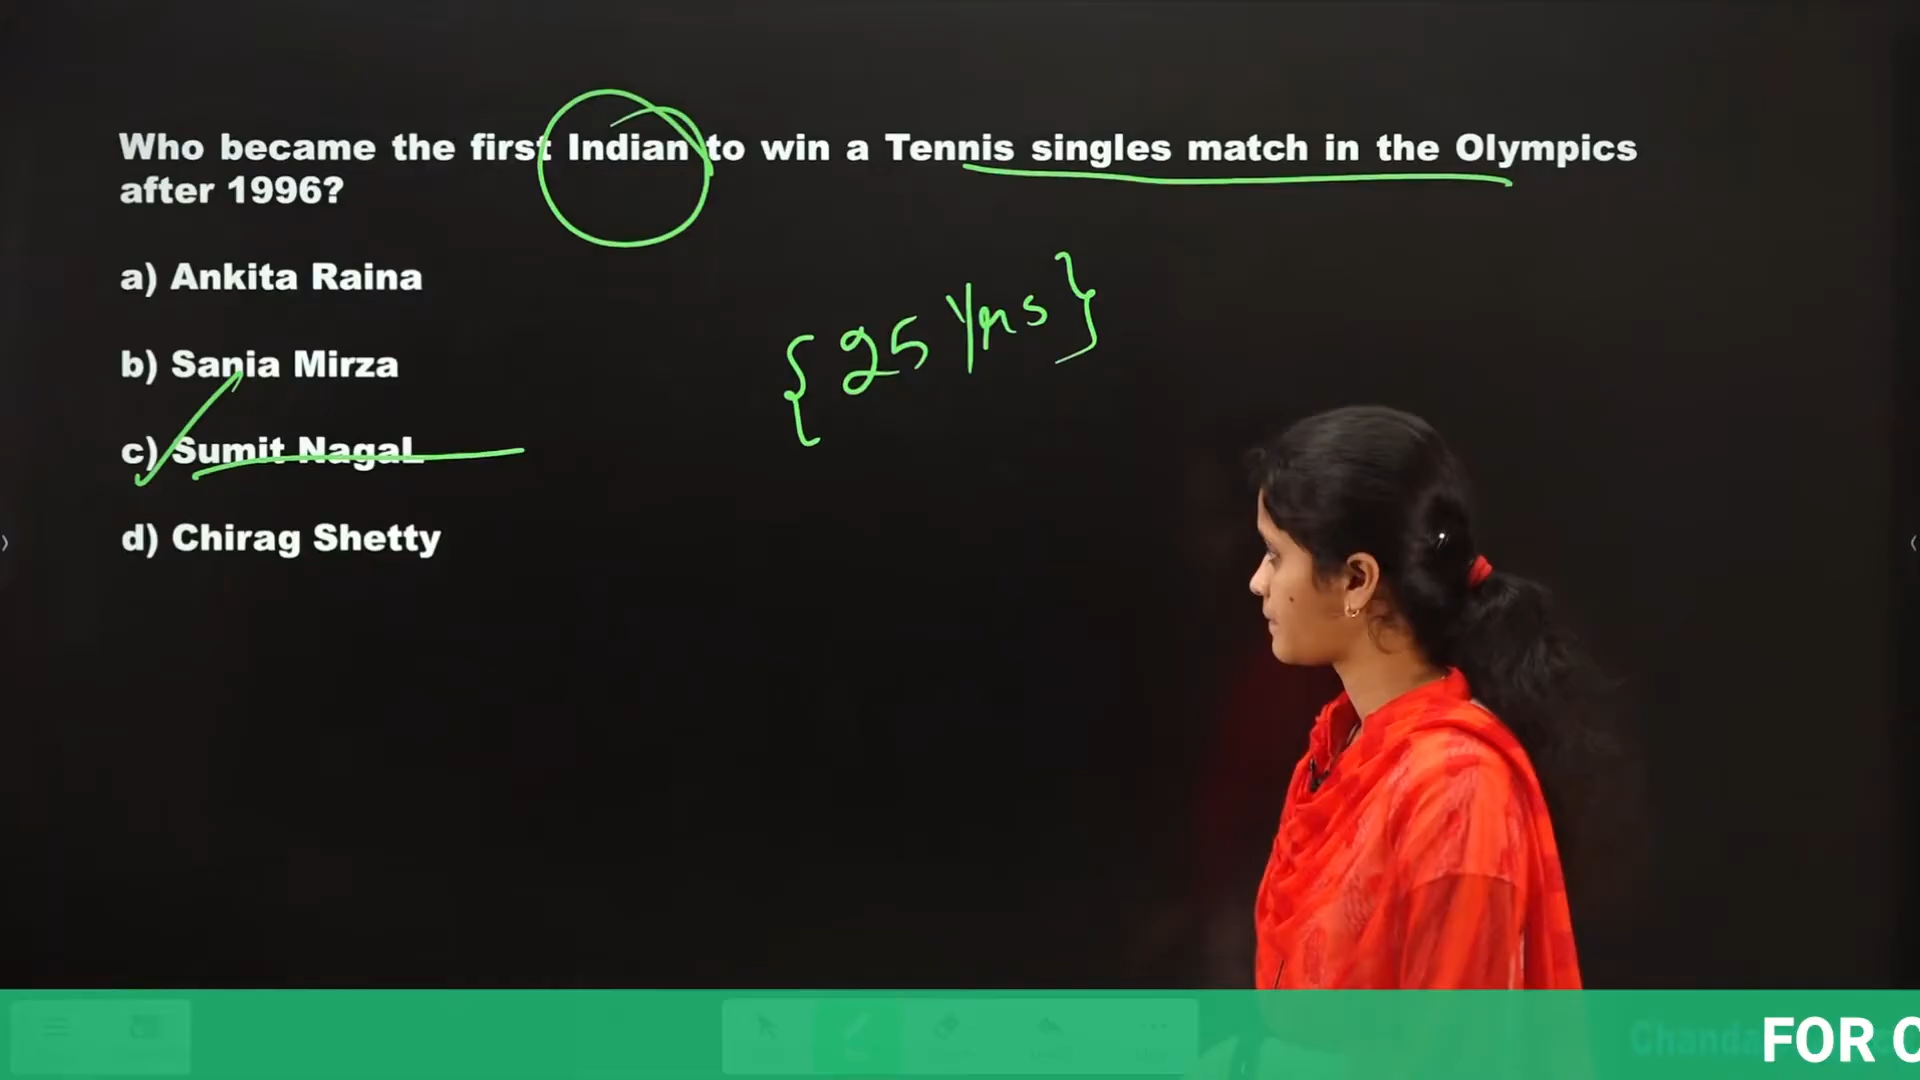 Who became the first Indian to win a Tennis singles match in the Olympics
after 1996?
a) Ankita Raina
b) Sania Mirza
c) Sumit NagaL
d) Chirag Shetty
{25 Yrs}
FOR